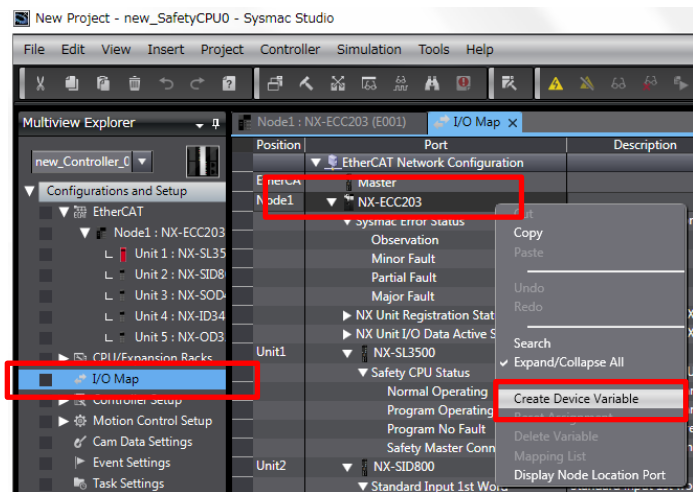 New Project - new_SafetyCPU0 - Sysmac Studio
File Edit View Insert Project Controller Simulation Tools Help
Multiview Explorer
new_Controller_0
Configurations and Setup
EtherCAT
Node1 : NX-ECC203
Unit 1 : NX-SL35
Unit 2 : NX-SID8
Unit 3 : NX-SOD
Unit 4 : NX-ID34
Unit 5 : NX-OD3
CPU/Expansion Racks
I/O Map
Controller Setup
Motion Control Setup
Cam Data Settings
Event Settings
Task Settings
Node1 : NX-ECC203 (E001) I/O Map
Position Port Description
EtherCAT Network Configuration
EtherCA Master
Node1 NX-ECC203
Sysmac Error Status
Observation
Minor Fault
Partial Fault
Major Fault
NX Unit Registration Stat
NX Unit I/O Data Active S
Unit1 NX-SL3500
Safety CPU Status
Normal Operating
Program Operating
Program No Fault
Safety Master Conn
Unit2 NX-SID800
Standard Input 1st Wo
Cut
Copy
Paste
Undo
Redo
Search
Expand/Collapse All
Create Device Variable
Reset Assignment
Delete Variable
Mapping List
Display Node Location Port